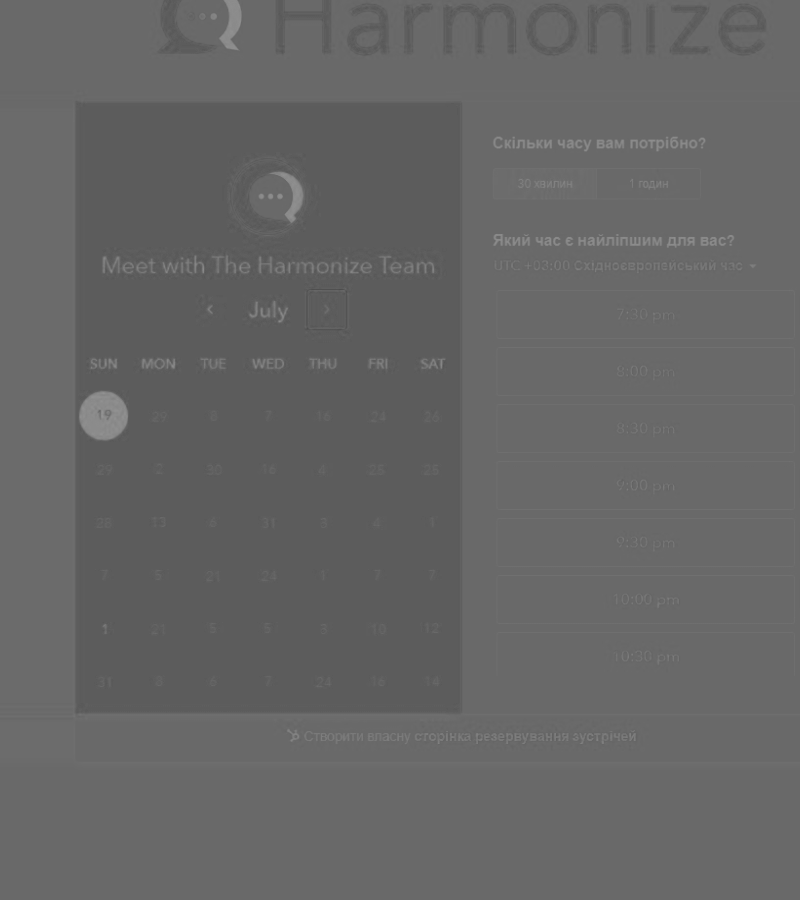 Harmonize
Meet with The Harmonize Team
July
SUN MON TUE WED THU FRI SAT
19 29 6 7 16 24 26
29 2 30 16 6 25 25
28 13 6 31 3 4 1
7 5 21 24 1 7 7
1 21 5 5 3 10 12
31 8 6 7 24 16 14
Скільки часу вам потрібно?
30 хвилин 1 годин
Який час є найліпшим для вас?
UTC +03:00 Східноєвропейський час
7:30 pm
8:00 pm
8:30 pm
9:00 pm
9:30 pm
10:00 pm
10:30 pm
Створити власну сторінка резервування зустрічей